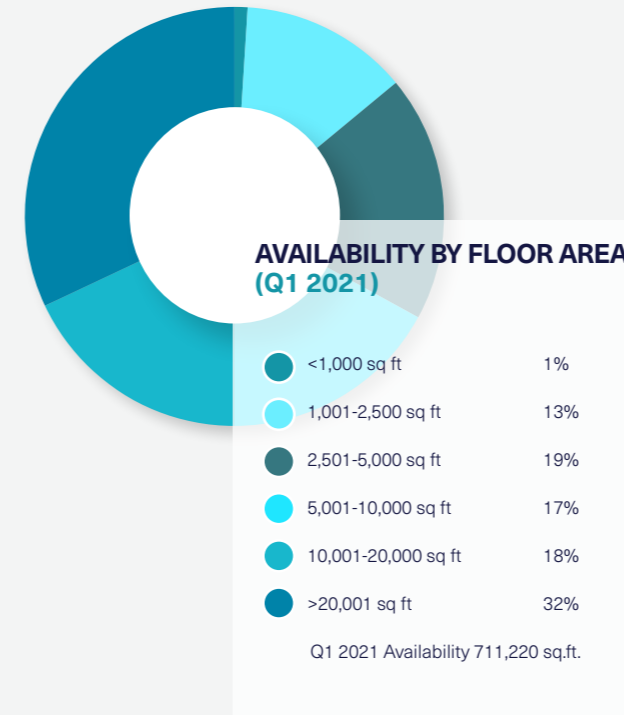 AVAILABILITY BY FLOOR AREA
(Q1 2021)
<1,000 sq ft 1%
1,001-2,500 sq ft 13%
2,501-5,000 sq ft 19%
5,001-10,000 sq ft 17%
10,001-20,000 sq ft 18%
>20,001 sq ft 32%
Q1 2021 Availability 711,220 sq.ft.